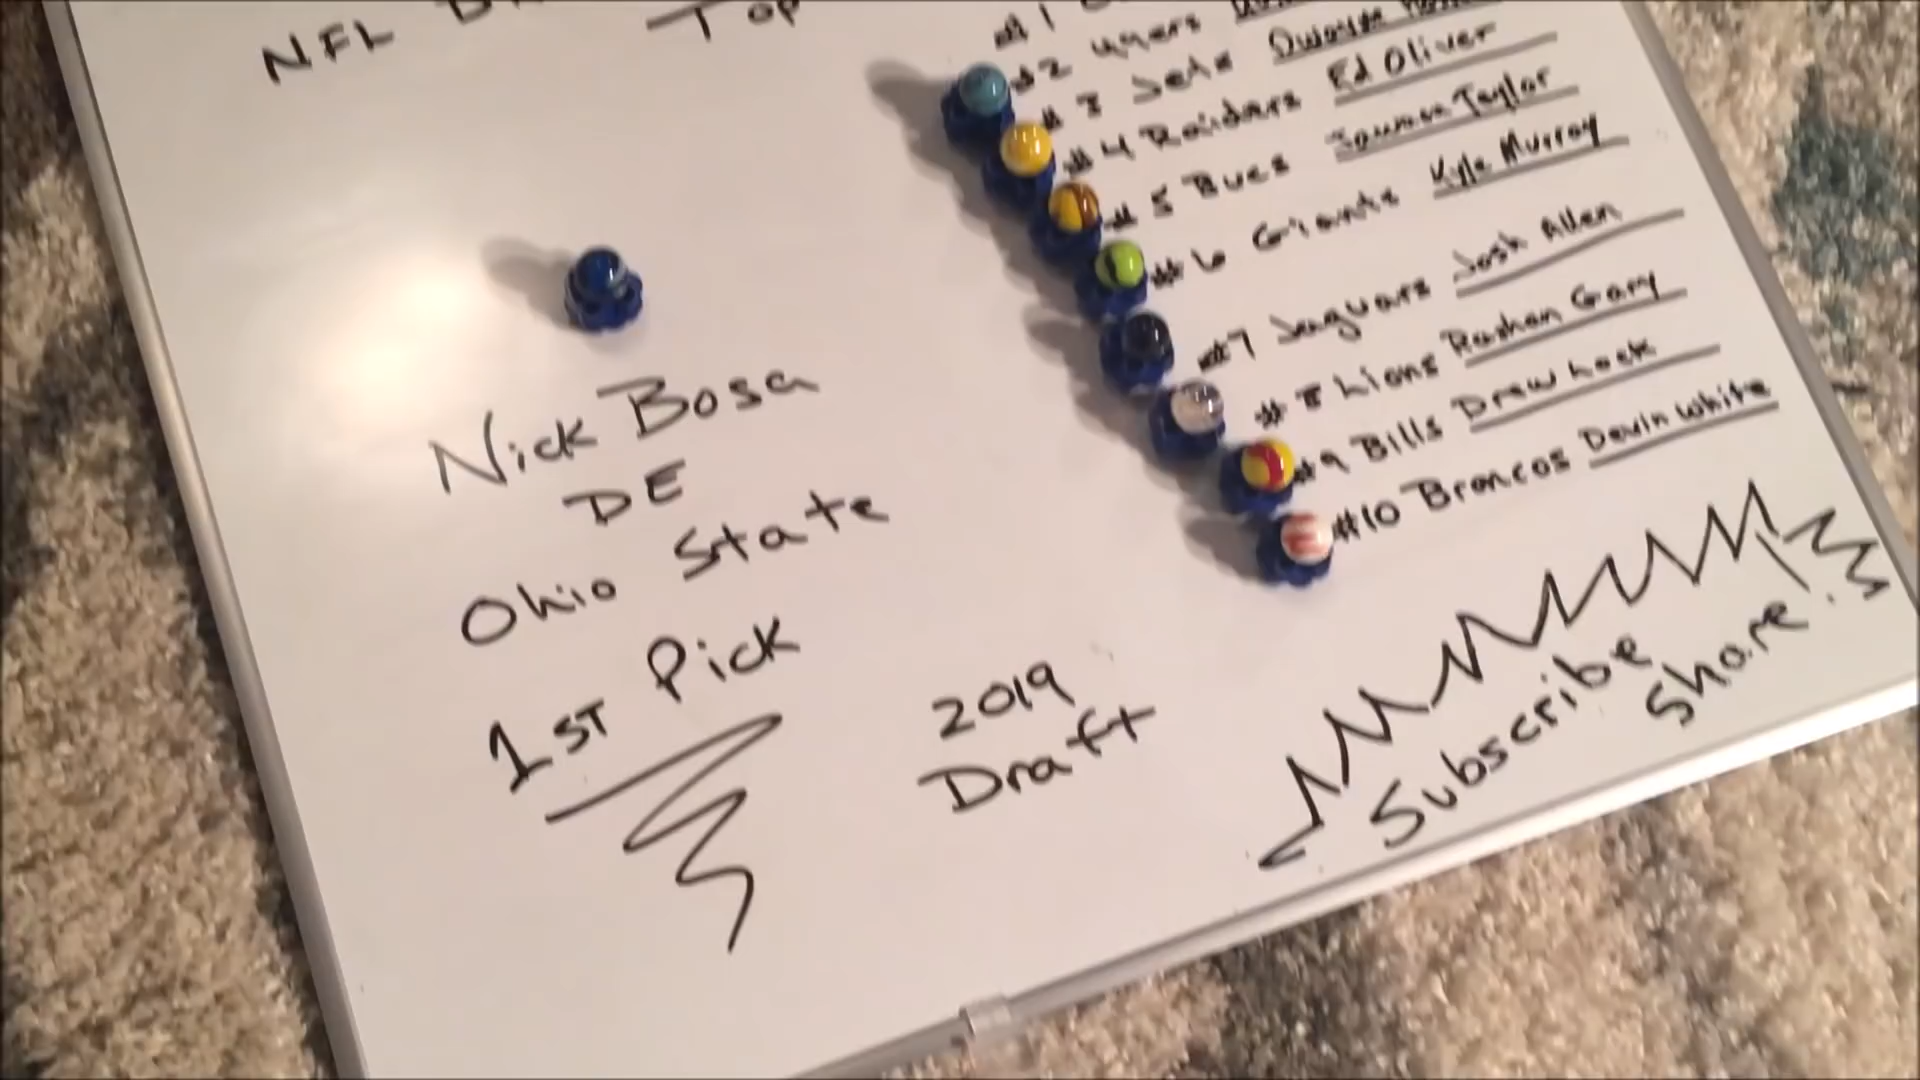 NFL
Top
#1
#2 49ers
#3 Jets Dwayne
#4 Raiders Ed Oliver
#5 Bucs Jawaan Taylor
#6 Giants Kyle Murray
#7 Jaguars Josh Allen
#8 Lions Rashan Gary
#9 Bills Drew Lock
#10 Broncos Devin White
Nick Bosa
DE
Ohio State
1ST Pick
2019
Draft
Subscribe
Share!